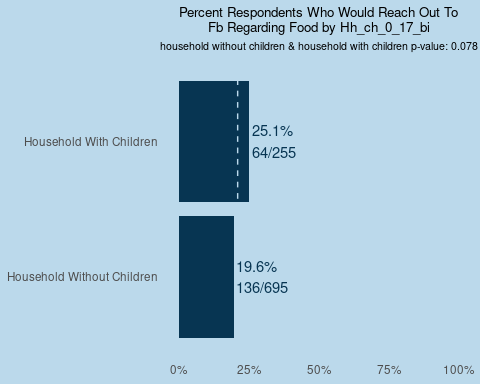 Percent Respondents Who Would Reach Out To
Fb Regarding Food by Hh_ch_0_17_bi
household without children & household with children p-value: 0.078
Household With Children
25.1%
64/255
Household Without Children
19.6%
136/695
0% 25% 50% 75% 100%